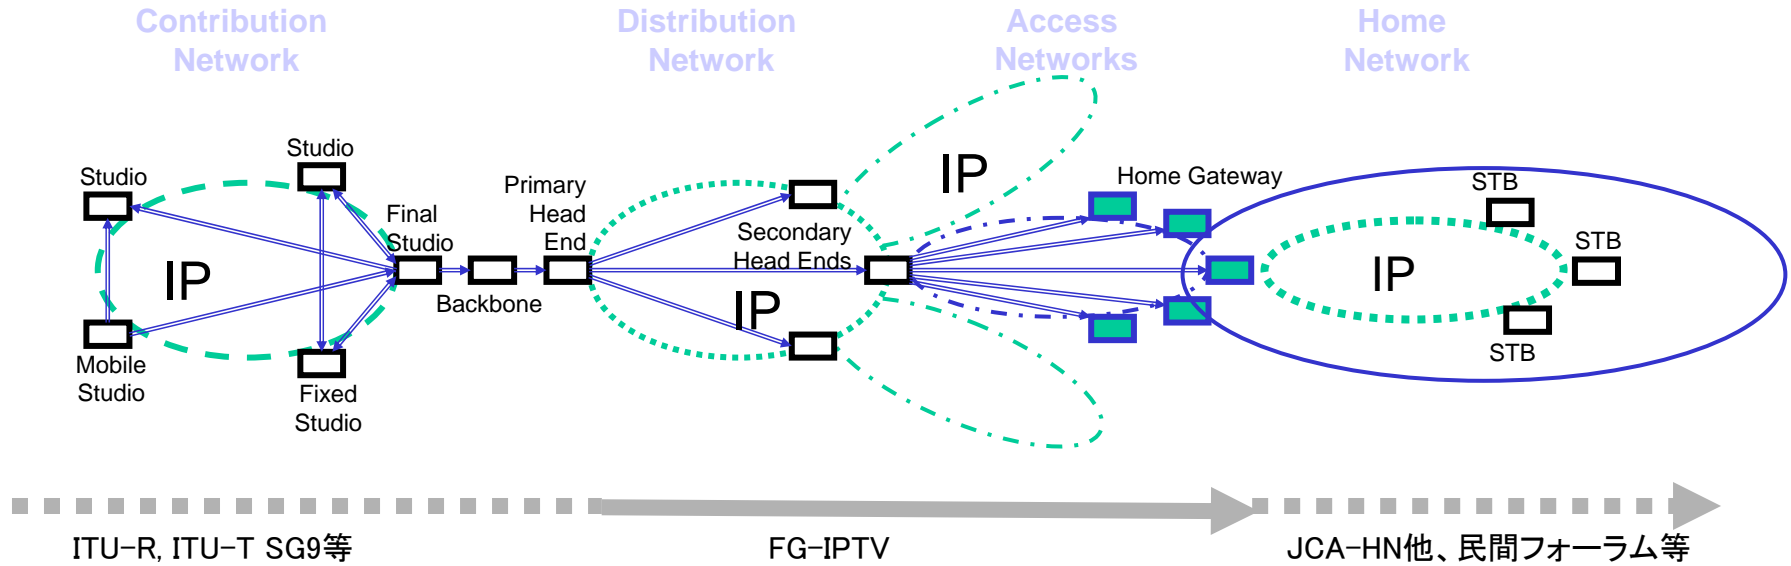 Contribution
Network
Distribution
Network
Access
Networks
Home
Network
Studio
Studio
IP
Mobile
Studio
Fixed
Studio
Final
Studio
Backbone
Primary
Head
End
IP
Secondary
Head Ends
IP
Home Gateway
IP
STB
STB
STB
ITU-R, ITU-T SG9等
FG-IPTV
JCA-HN他、民間フォーラム等